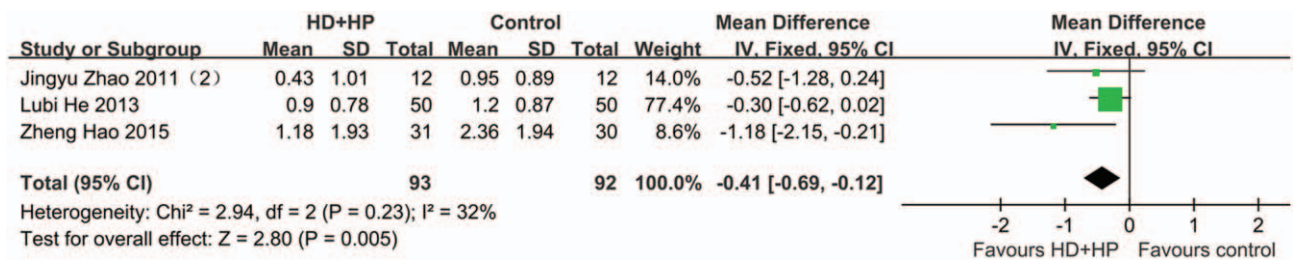 HD+HP Control Mean Difference Mean Difference
Study or Subgroup Mean SD Total Mean SD Total Weight IV, Fixed, 95% CI IV, Fixed, 95% CI
Jingyu Zhao 2011（2） 0.43 1.01 12 0.95 0.89 12 14.0% -0.52 [-1.28, 0.24]
Lubi He 2013 0.9 0.78 50 1.2 0.87 50 77.4% -0.30 [-0.62, 0.02]
Zheng Hao 2015 1.18 1.93 31 2.36 1.94 30 8.6% -1.18 [-2.15, -0.21]
Total (95% CI) 93 92 100.0% -0.41 [-0.69, -0.12]
Heterogeneity: Chi² = 2.94, df = 2 (P = 0.23); I² = 32%
Test for overall effect: Z = 2.80 (P = 0.005)
-2 -1 0 1 2
Favours HD+HP Favours control